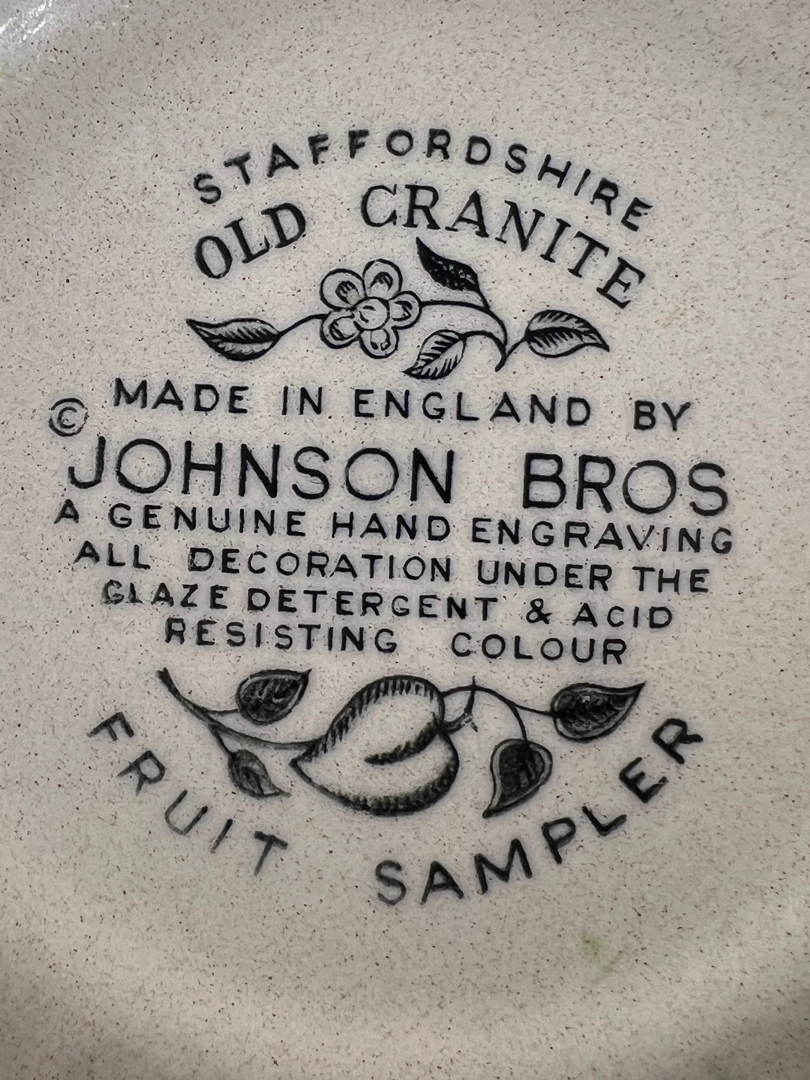 STAFFORDSHIRE
OLD GRANITE
MADE IN ENGLAND BY
© JOHNSON BROS
A GENUINE HAND ENGRAVING
ALL DECORATION UNDER THE
GLAZE DETERGENT & ACID
RESISTING COLOUR
FRUIT SAMPLER